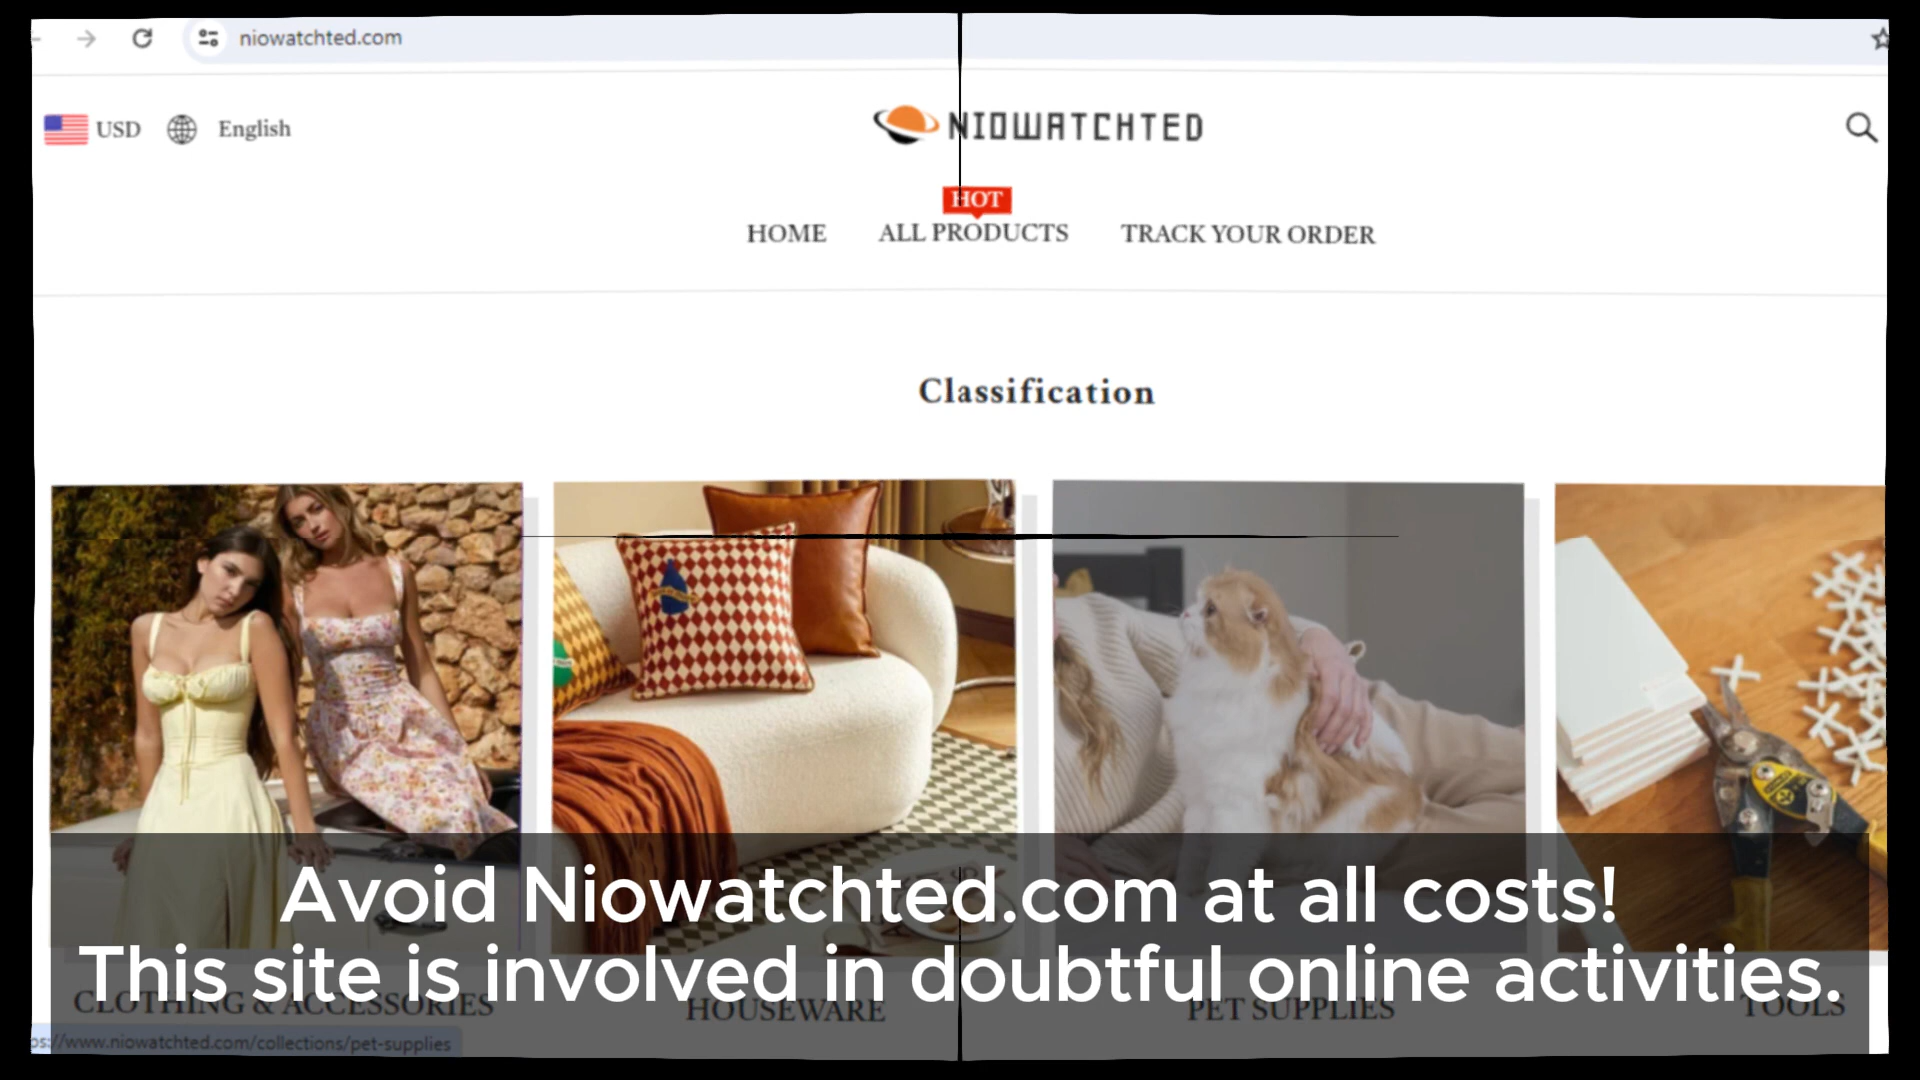 niowatchted.com
USD English
NIOWATCHTED
HOT
HOME ALL PRODUCTS TRACK YOUR ORDER
Classification
Avoid Niowatchted.com at all costs!
This site is involved in doubtful online activities.
CLOTHING & ACCESSORIES HOUSEWARE PET SUPPLIES TOOLS
ps://www.niowatchted.com/collections/pet-supplies